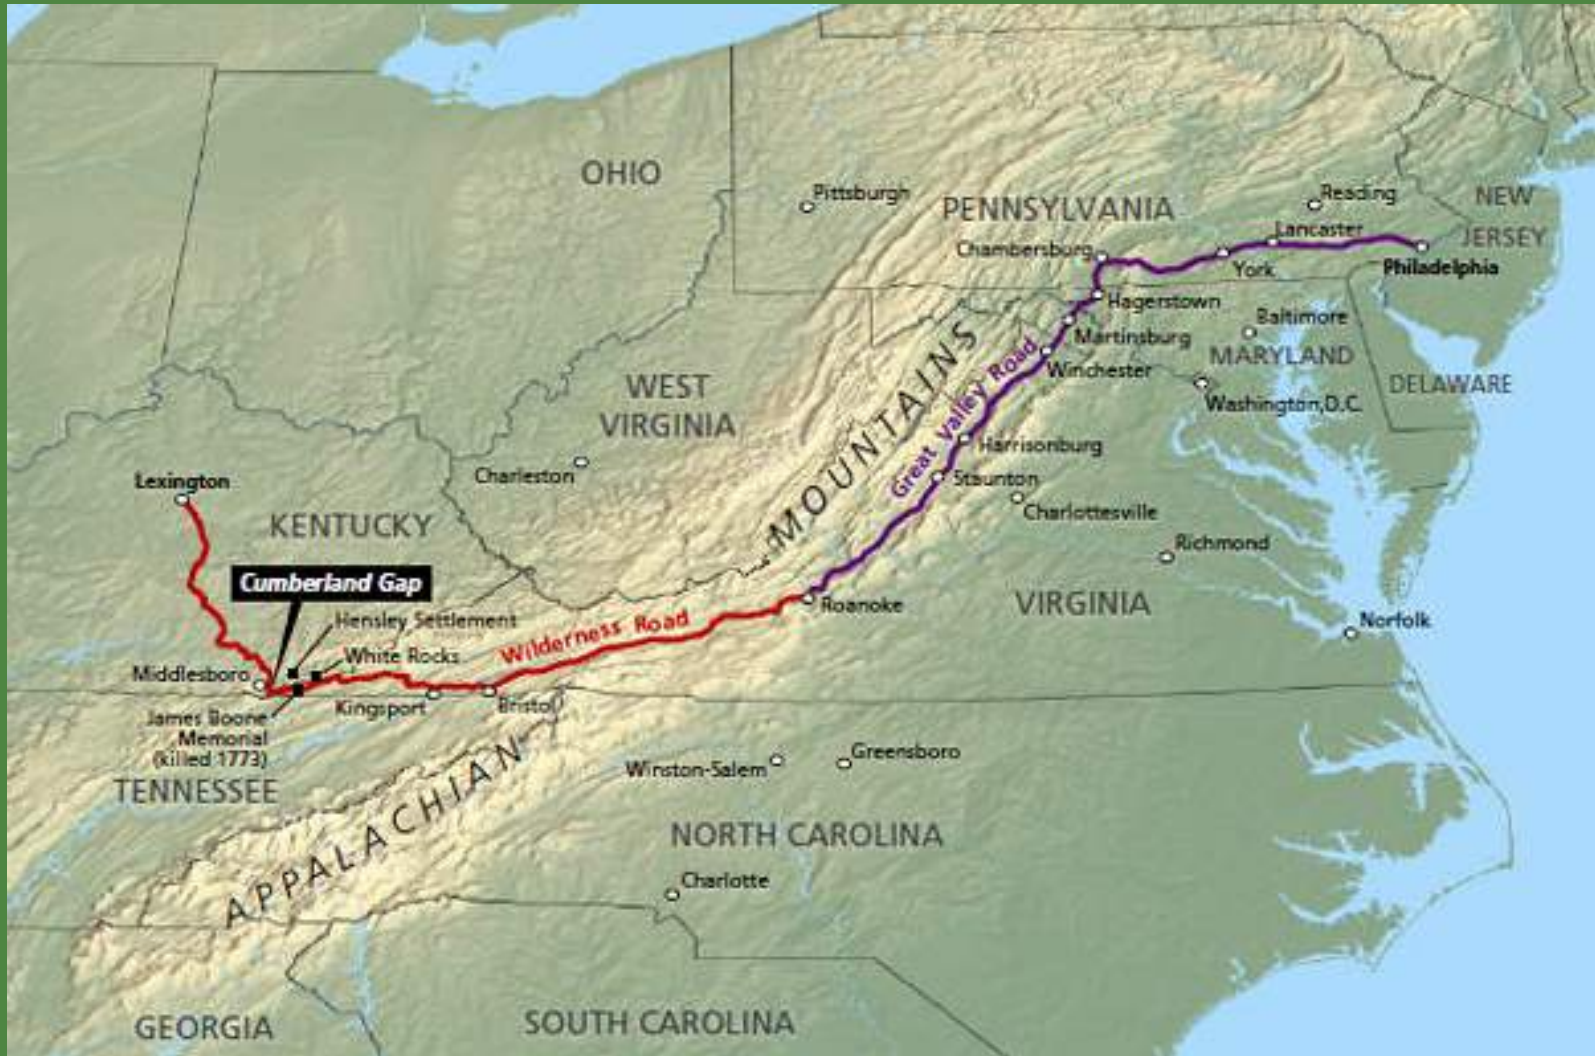 OHIO
Pittsburgh
PENNSYLVANIA
Reading
NEW
JERSEY
Lancaster
Chambersburg
York
Philadelphia
Hagerstown
Baltimore
Martinsburg
MARYLAND
Winchester
DELAWARE
Washington,D.C.
WEST
VIRGINIA
Great Valley Road
MOUNTAINS
Harrisonburg
Charleston
Staunton
Lexington
Charlottesville
KENTUCKY
Richmond
Cumberland Gap
VIRGINIA
Roanoke
Hensley Settlement
Norfolk
Wilderness Road
White Rocks
Middlesboro
Kingsport
Bristol
James Boone
Memorial
(killed 1773)
TENNESSEE
Greensboro
Winston-Salem
APPALACHIAN
NORTH CAROLINA
Charlotte
GEORGIA
SOUTH CAROLINA